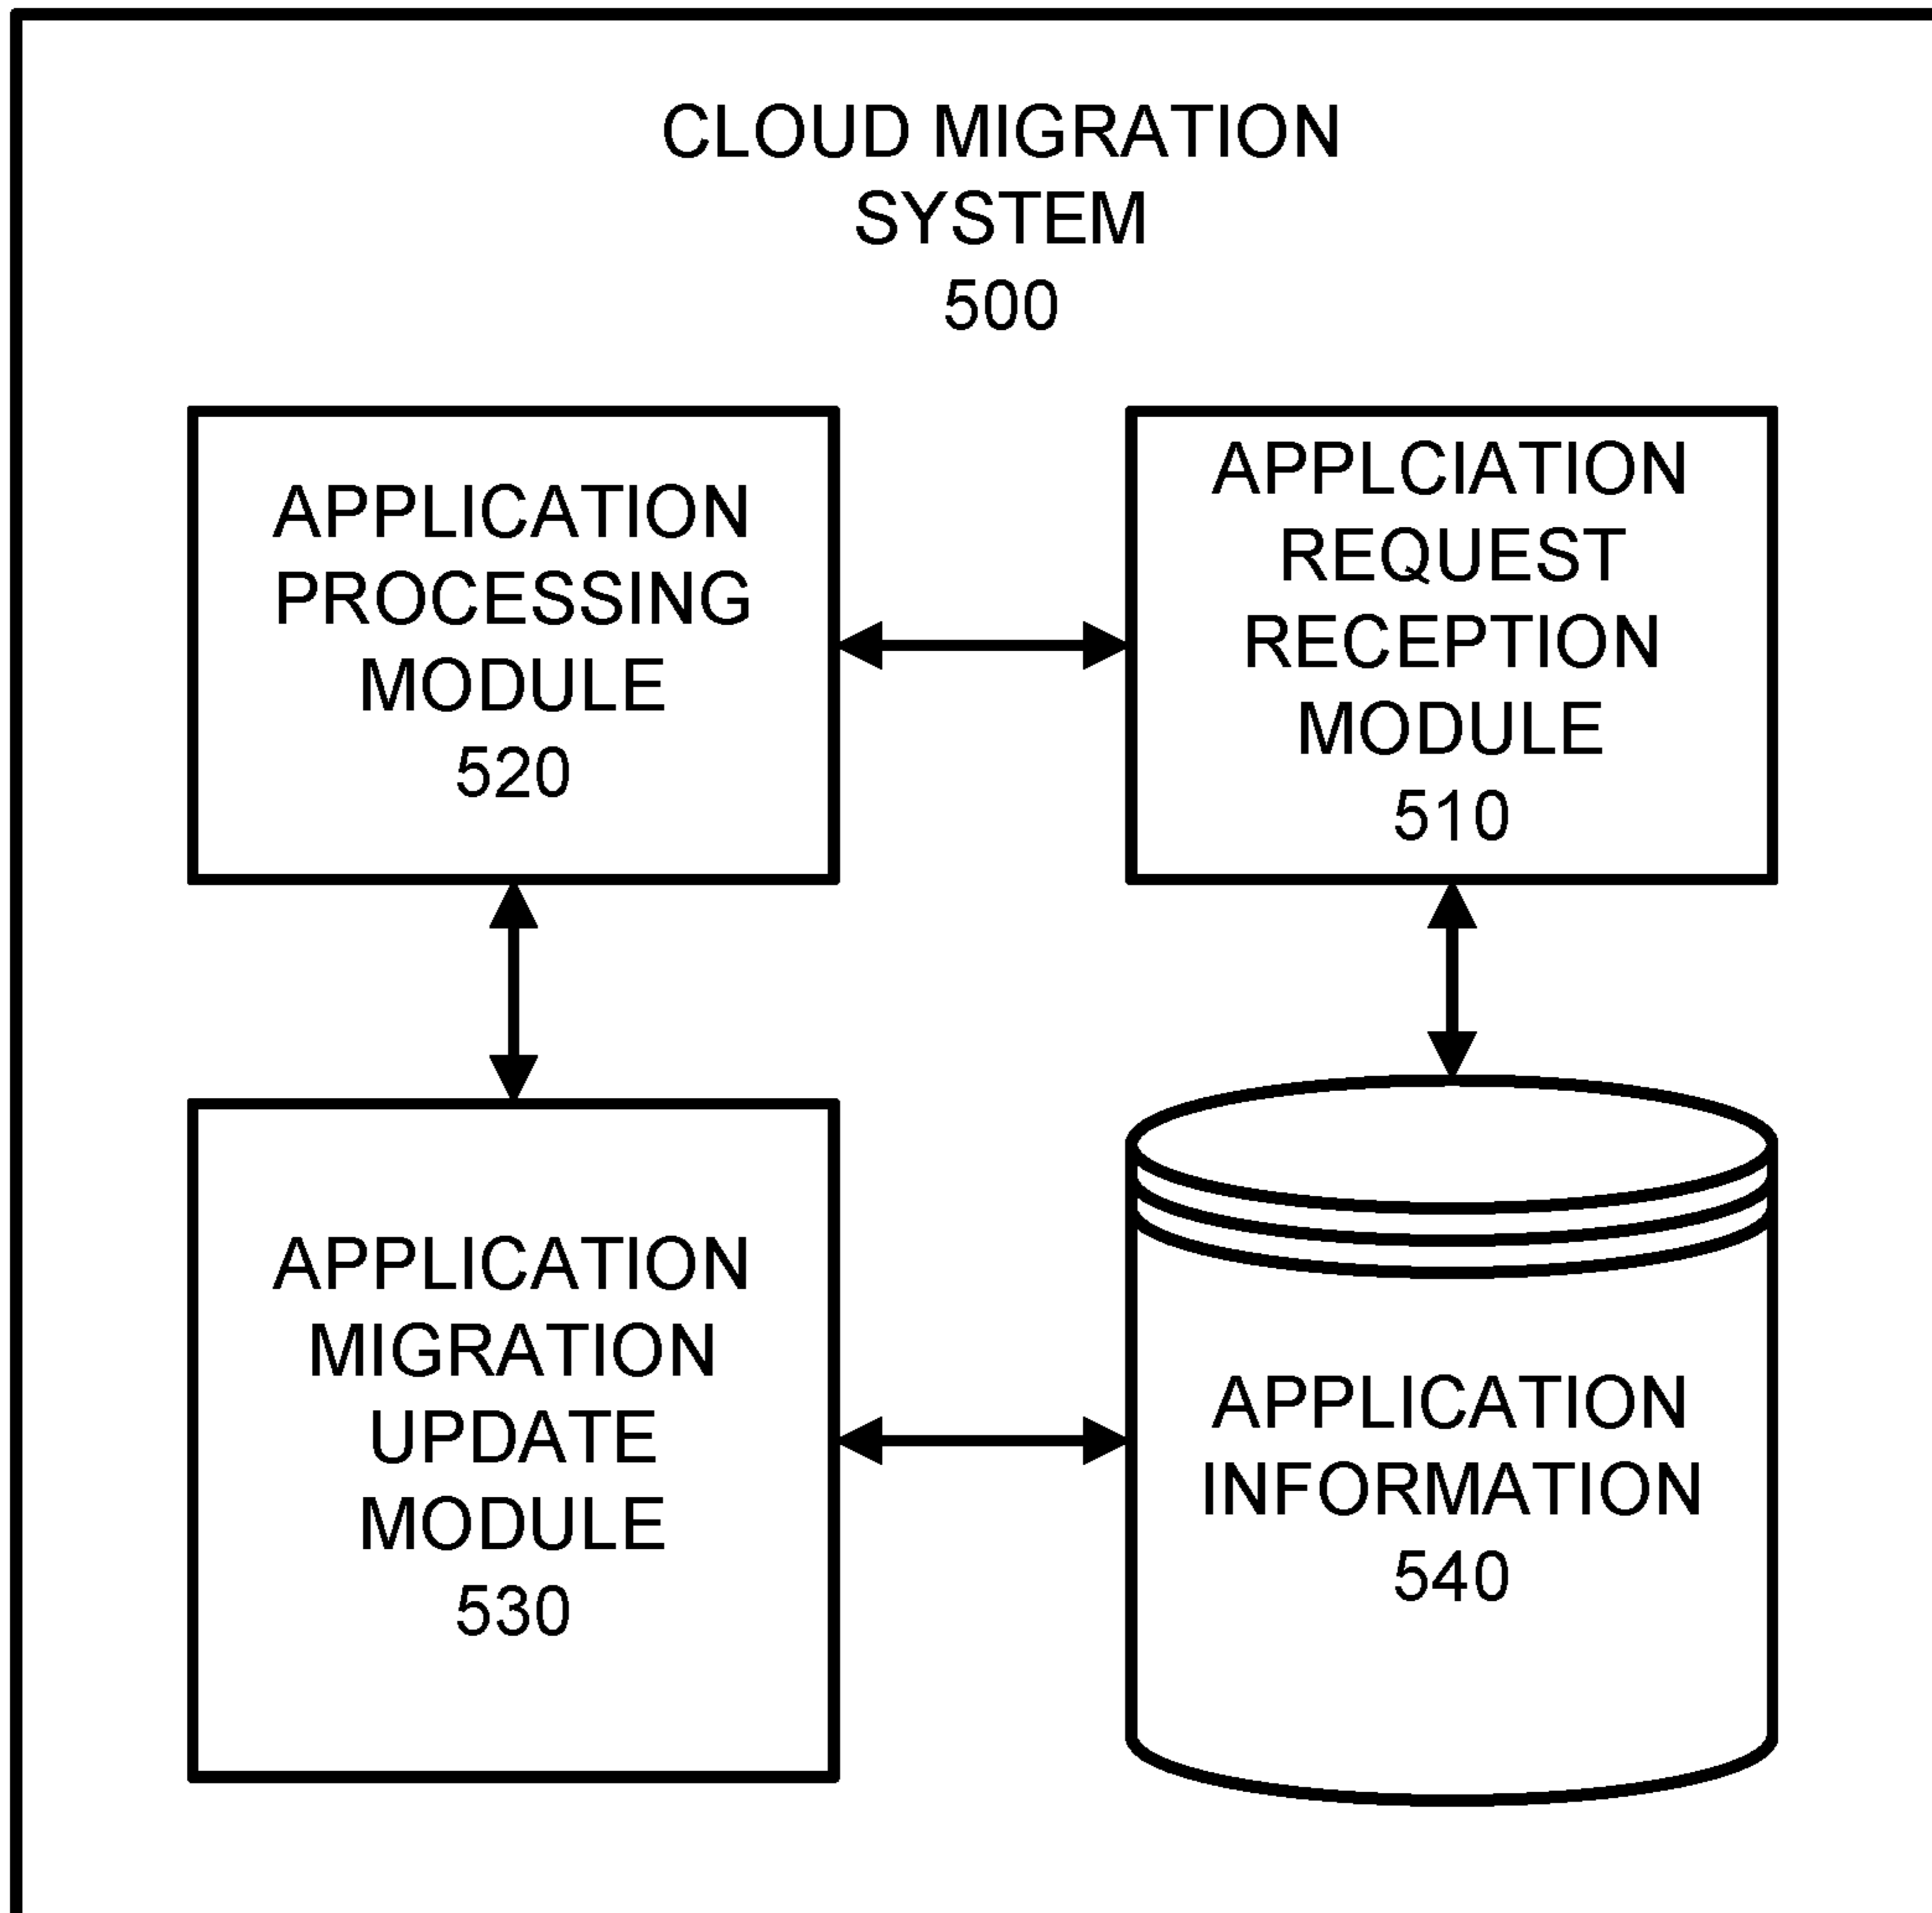 CLOUD MIGRATION
SYSTEM
500
APPLICATION
PROCESSING
MODULE
520
APPLCIATION
REQUEST
RECEPTION
MODULE
510
APPLICATION
MIGRATION
UPDATE
MODULE
530
APPLICATION
INFORMATION
540